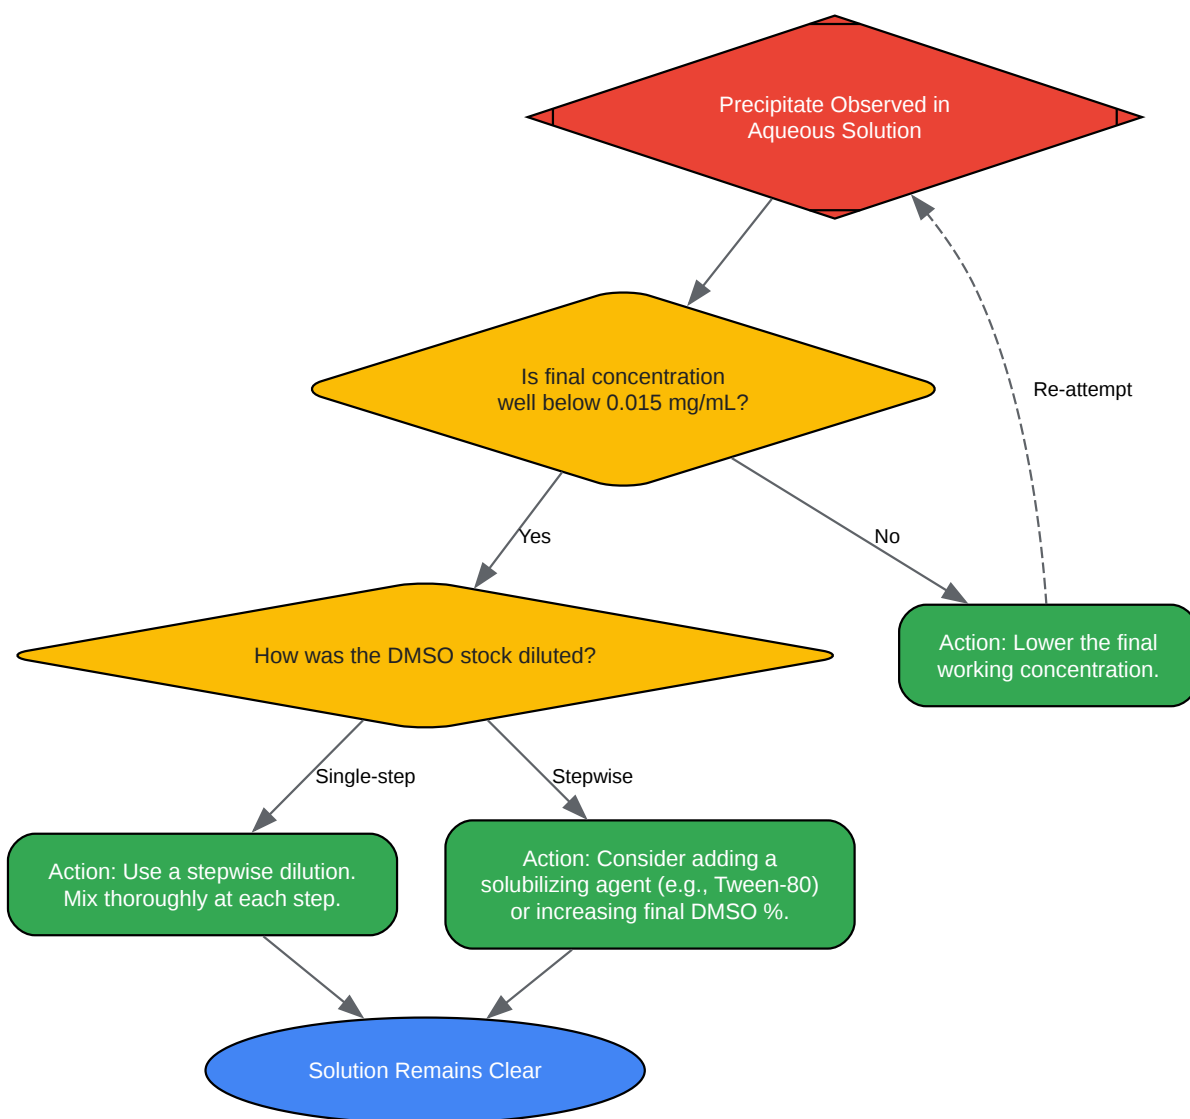 Precipitate Observed in
Aqueous Solution
Is final concentration
well below 0.015 mg/mL?
Re-attempt
Yes
No
How was the DMSO stock diluted?
Action: Lower the final
working concentration.
Single-step
Stepwise
Action: Use a stepwise dilution.
Mix thoroughly at each step.
Action: Consider adding a
solubilizing agent (e.g., Tween-80)
or increasing final DMSO %.
Solution Remains Clear